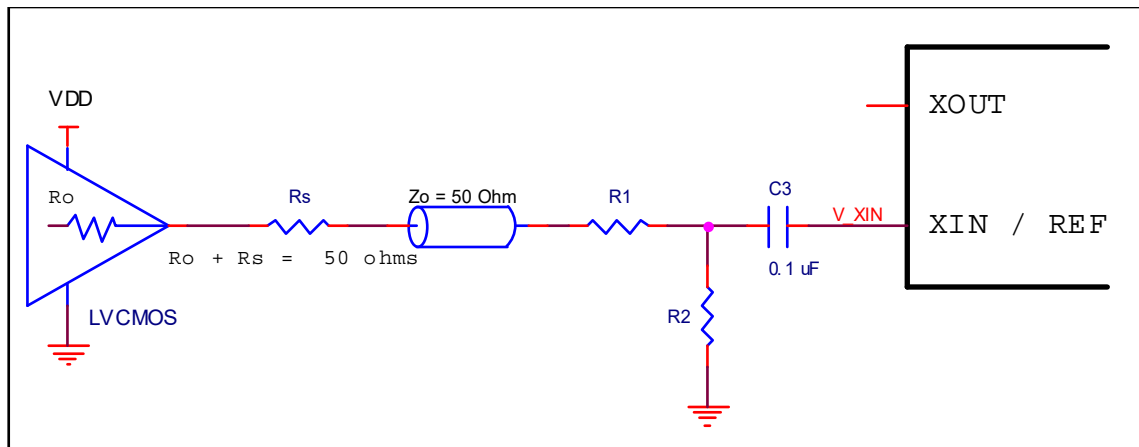 VDD
XOUT
Ro
Rs
Zo = 50 Ohm
R1
C3
V_XIN
XIN / REF
Ro + Rs = 50 ohms
0.1 uF
LVCMOS
R2